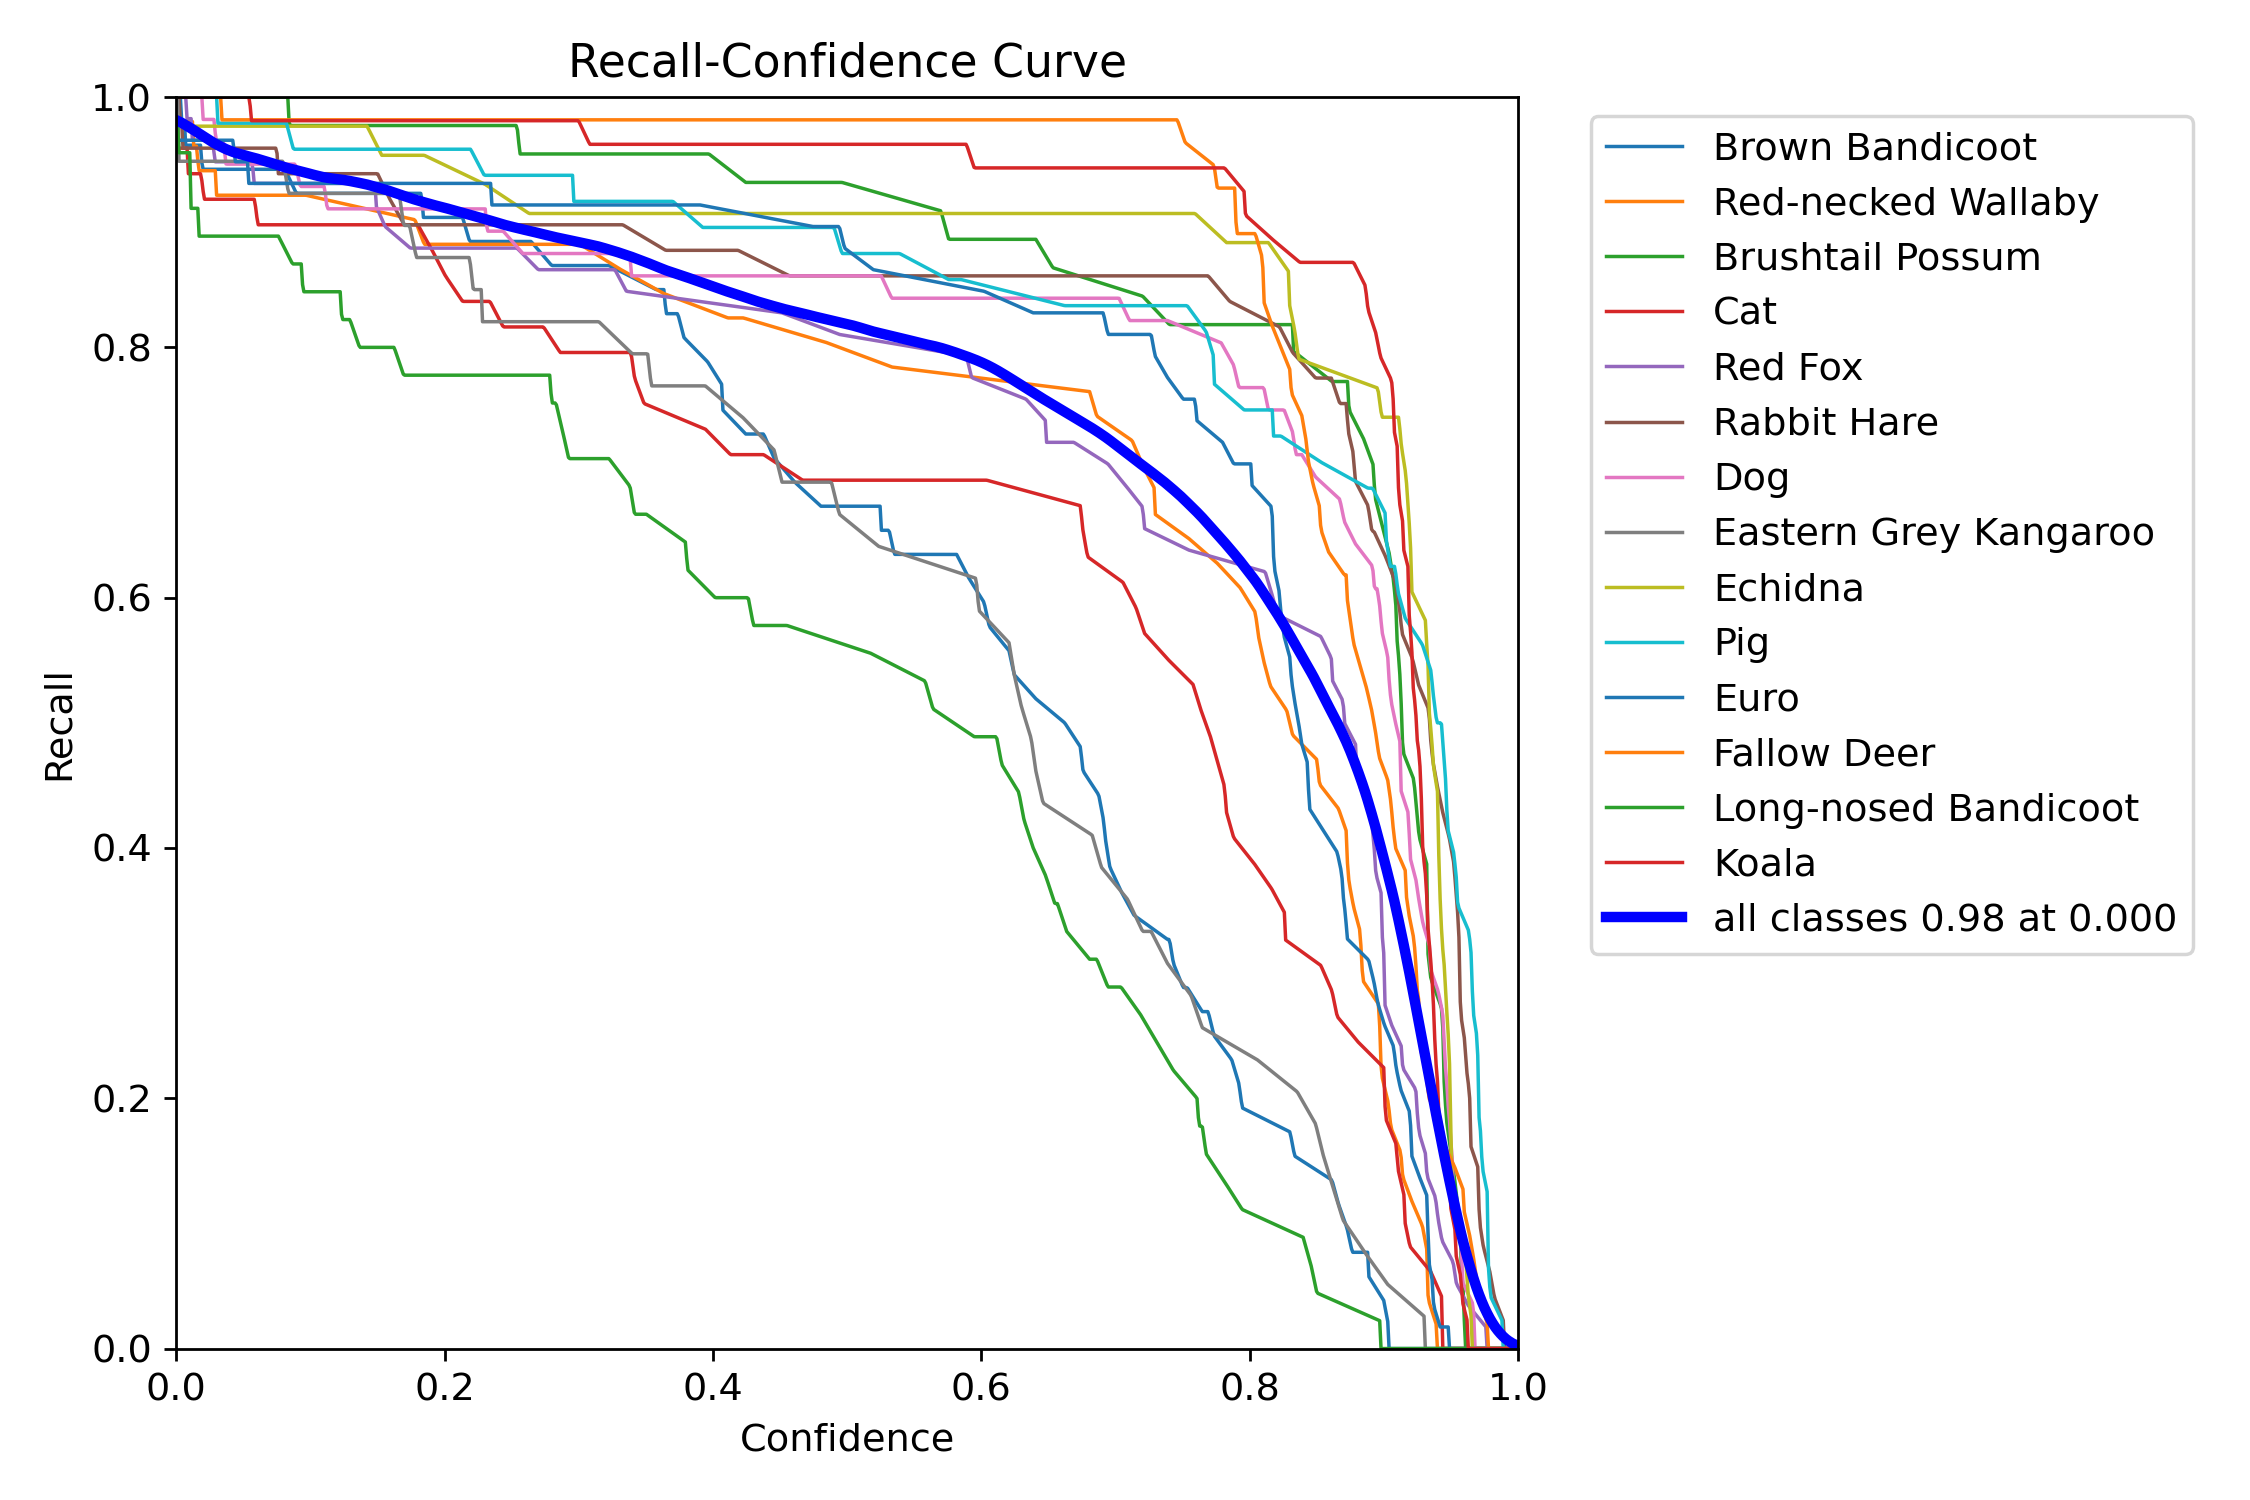 Recall-Confidence Curve
1.0
0.8
0.6
0.4
0.2
0.0
Recall
0.0 0.2 0.4 0.6 0.8 1.0
Confidence
Brown Bandicoot
Red-necked Wallaby
Brushtail Possum
Cat
Red Fox
Rabbit Hare
Dog
Eastern Grey Kangaroo
Echidna
Pig
Euro
Fallow Deer
Long-nosed Bandicoot
Koala
all classes 0.98 at 0.000